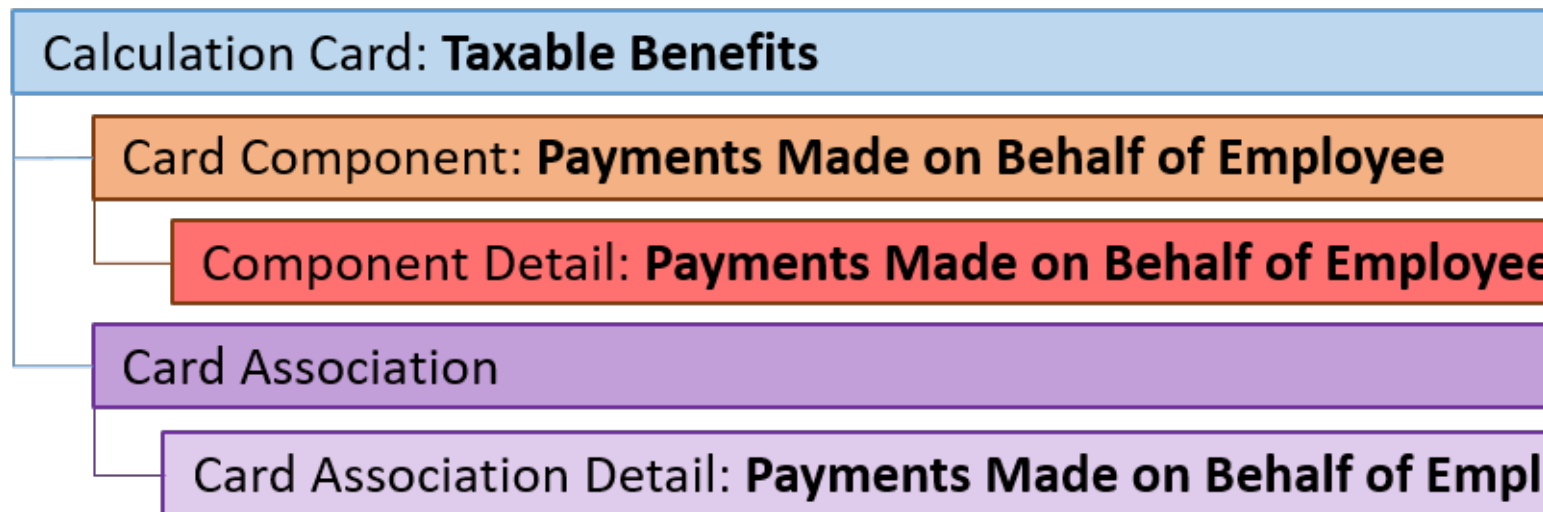 Calculation Card: Taxable Benefits
Card Component: Payments Made on Behalf of Employee
Component Detail: Payments Made on Behalf of Employee
Card Association
Card Association Detail: Payments Made on Behalf of Empl